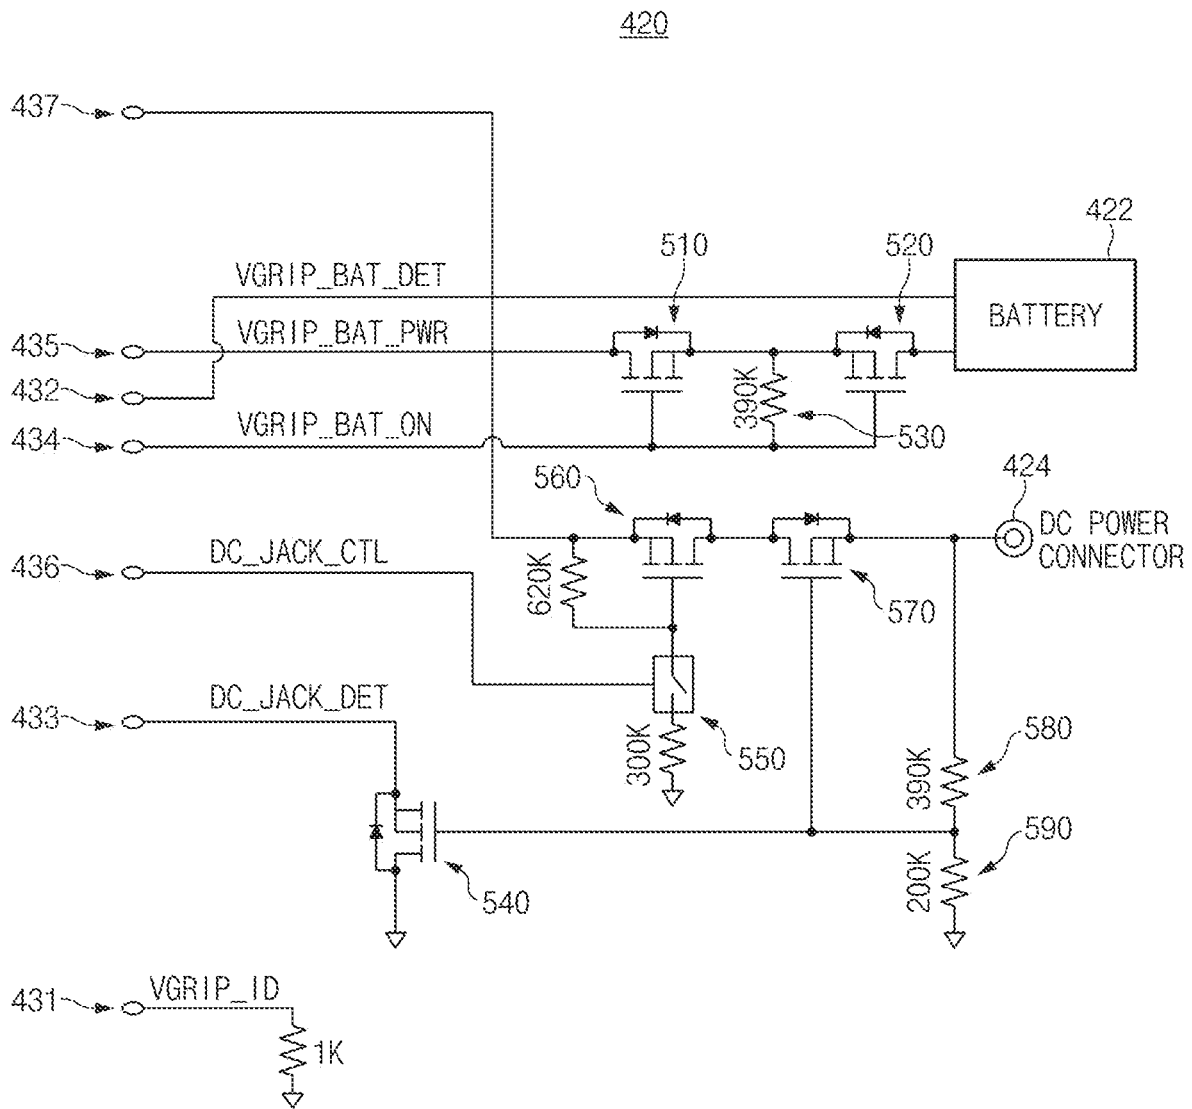 420
437
422
510
520
VGRIP_BAT_DET
BATTERY
435
VGRIP_BAT_PWR
432
390K
434
VGRIP_BAT_ON
530
560
424
DC POWER
CONNECTOR
436
DC_JACK_CTL
620K
570
433
DC_JACK_DET
300K
550
390K
580
540
200K
590
431
VGRIP_ID
1K